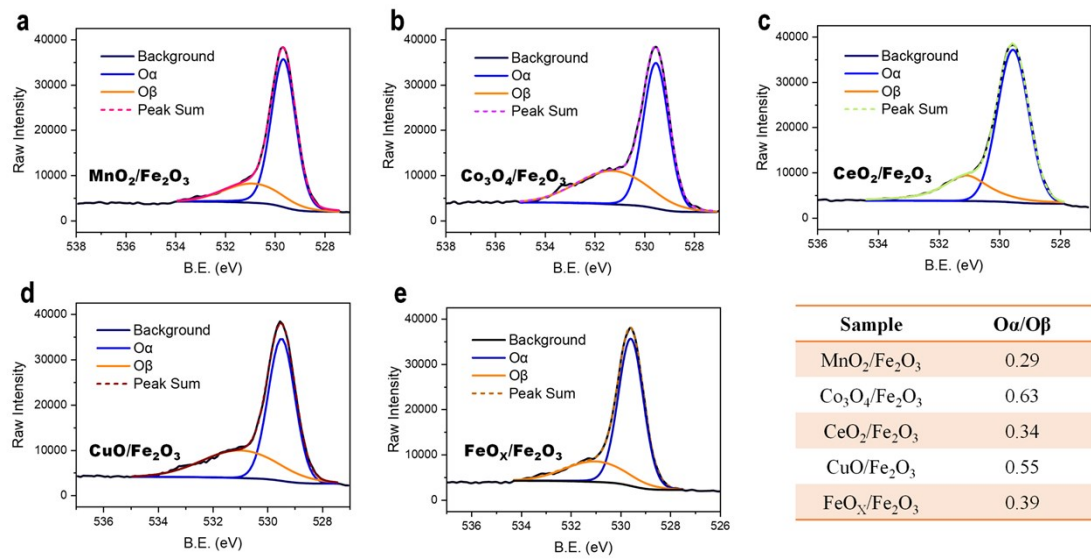 a
40000
30000
20000
10000
0
Raw Intensity
Background
Oα
Oβ
Peak Sum
MnO₂/Fe₂O₃
538 536 534 532 530 528
B.E. (eV)
b
40000
30000
20000
10000
0
Raw Intensity
Background
Oα
Oβ
Peak Sum
Co₃O₄/Fe₂O₃
538 536 534 532 530 528
B.E. (eV)
c
40000
30000
20000
10000
0
Raw Intensity
Background
Oα
Oβ
Peak Sum
CeO₂/Fe₂O₃
536 534 532 530 528
B.E. (eV)
d
40000
30000
20000
10000
0
Raw Intensity
Background
Oα
Oβ
Peak Sum
CuO/Fe₂O₃
536 534 532 530 528
B.E. (eV)
e
40000
30000
20000
10000
0
Raw Intensity
Background
Oα
Oβ
Peak Sum
FeOₓ/Fe₂O₃
536 534 532 530 528 526
B.E. (eV)
Sample Oα/Oβ
MnO₂/Fe₂O₃ 0.29
Co₃O₄/Fe₂O₃ 0.63
CeO₂/Fe₂O₃ 0.34
CuO/Fe₂O₃ 0.55
FeOₓ/Fe₂O₃ 0.39